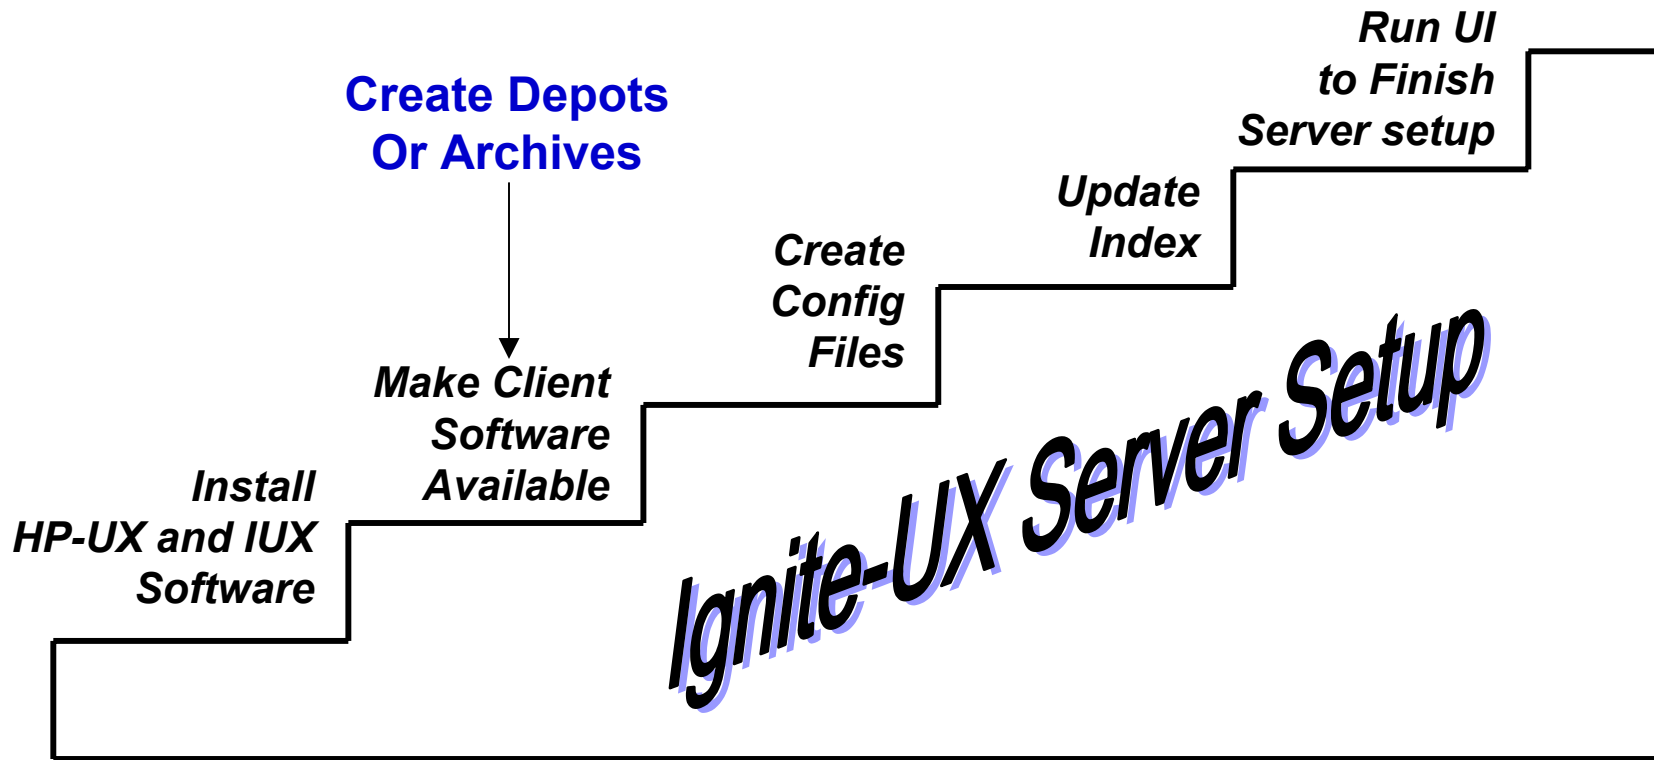 Run UI
to Finish
Server setup
Create Depots
Or Archives
Update
Index
Create
Config
Files
Make Client
Software
Available
Install
HP-UX and IUX
Software
Ignite-UX Server Setup